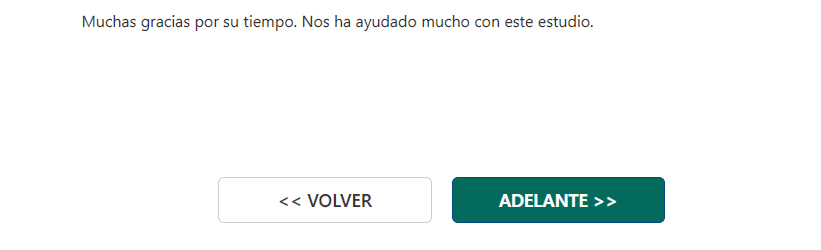 Muchas gracias por su tiempo. Nos ha ayudado mucho con este estudio.
<< VOLVER
ADELANTE >>